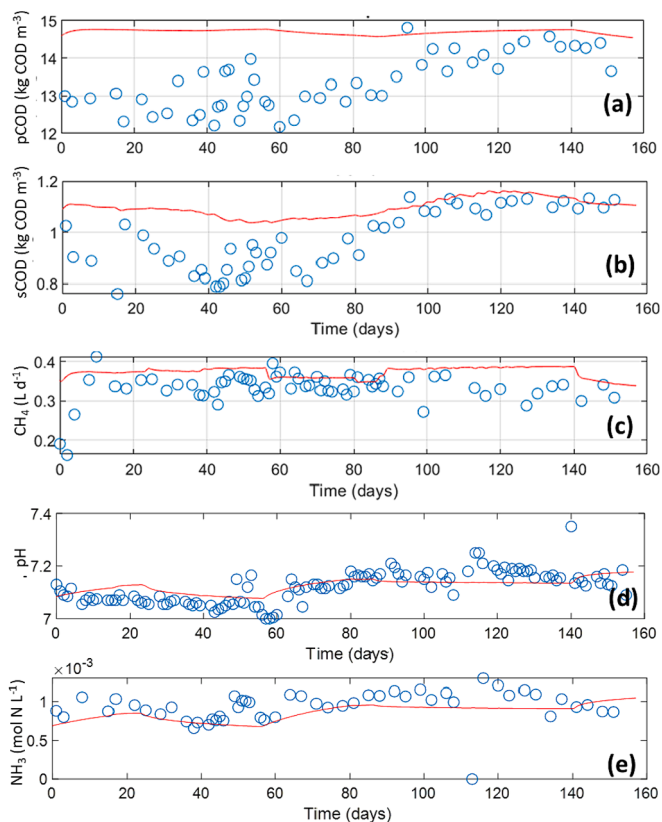 15
14
13
12
pCOD (kg COD m⁻³)
(a)
0 20 40 60 80 100 120 140 160
1.2
1
0.8
sCOD (kg COD m⁻³)
(b)
0 20 40 60 80 100 120 140 160
Time (days)
0.4
0.3
0.2
CH₄ (L d⁻¹)
(c)
0 20 40 60 80 100 120 140 160
Time (days)
7.4
7.2
7
pH
(d)
0 20 40 60 80 100 120 140 160
Time (days)
×10⁻³
1
0.5
0
NH₃ (mol N L⁻¹)
(e)
0 20 40 60 80 100 120 140 160
Time (days)